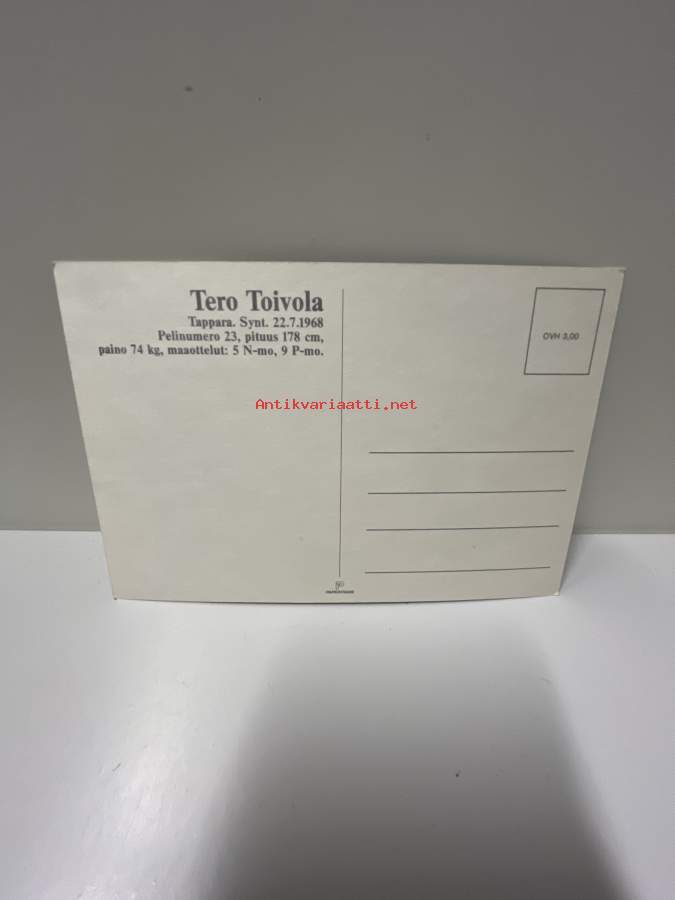 Tero Toivola
Tappara. Synt. 22.7.1968
Pelinumero 23, pituus 178 cm,
paino 74 kg, maaottelut: 5 N-mo, 9 P-mo.
OVH 3,00
Antikvariaatti.net